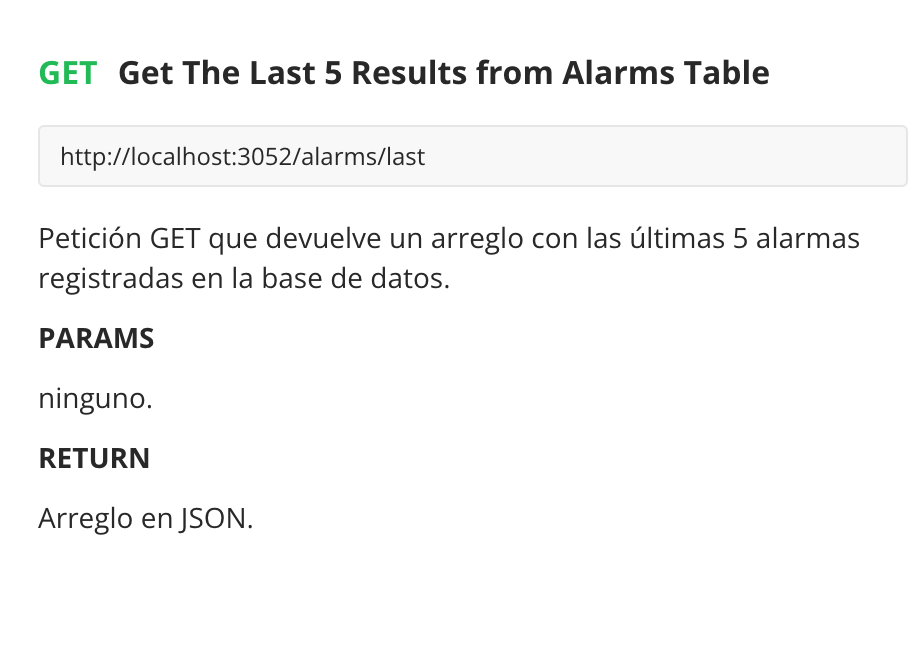 GET Get The Last 5 Results from Alarms Table
http://localhost:3052/alarms/last
Petición GET que devuelve un arreglo con las últimas 5 alarmas
registradas en la base de datos.
PARAMS
ninguno.
RETURN
Arreglo en JSON.